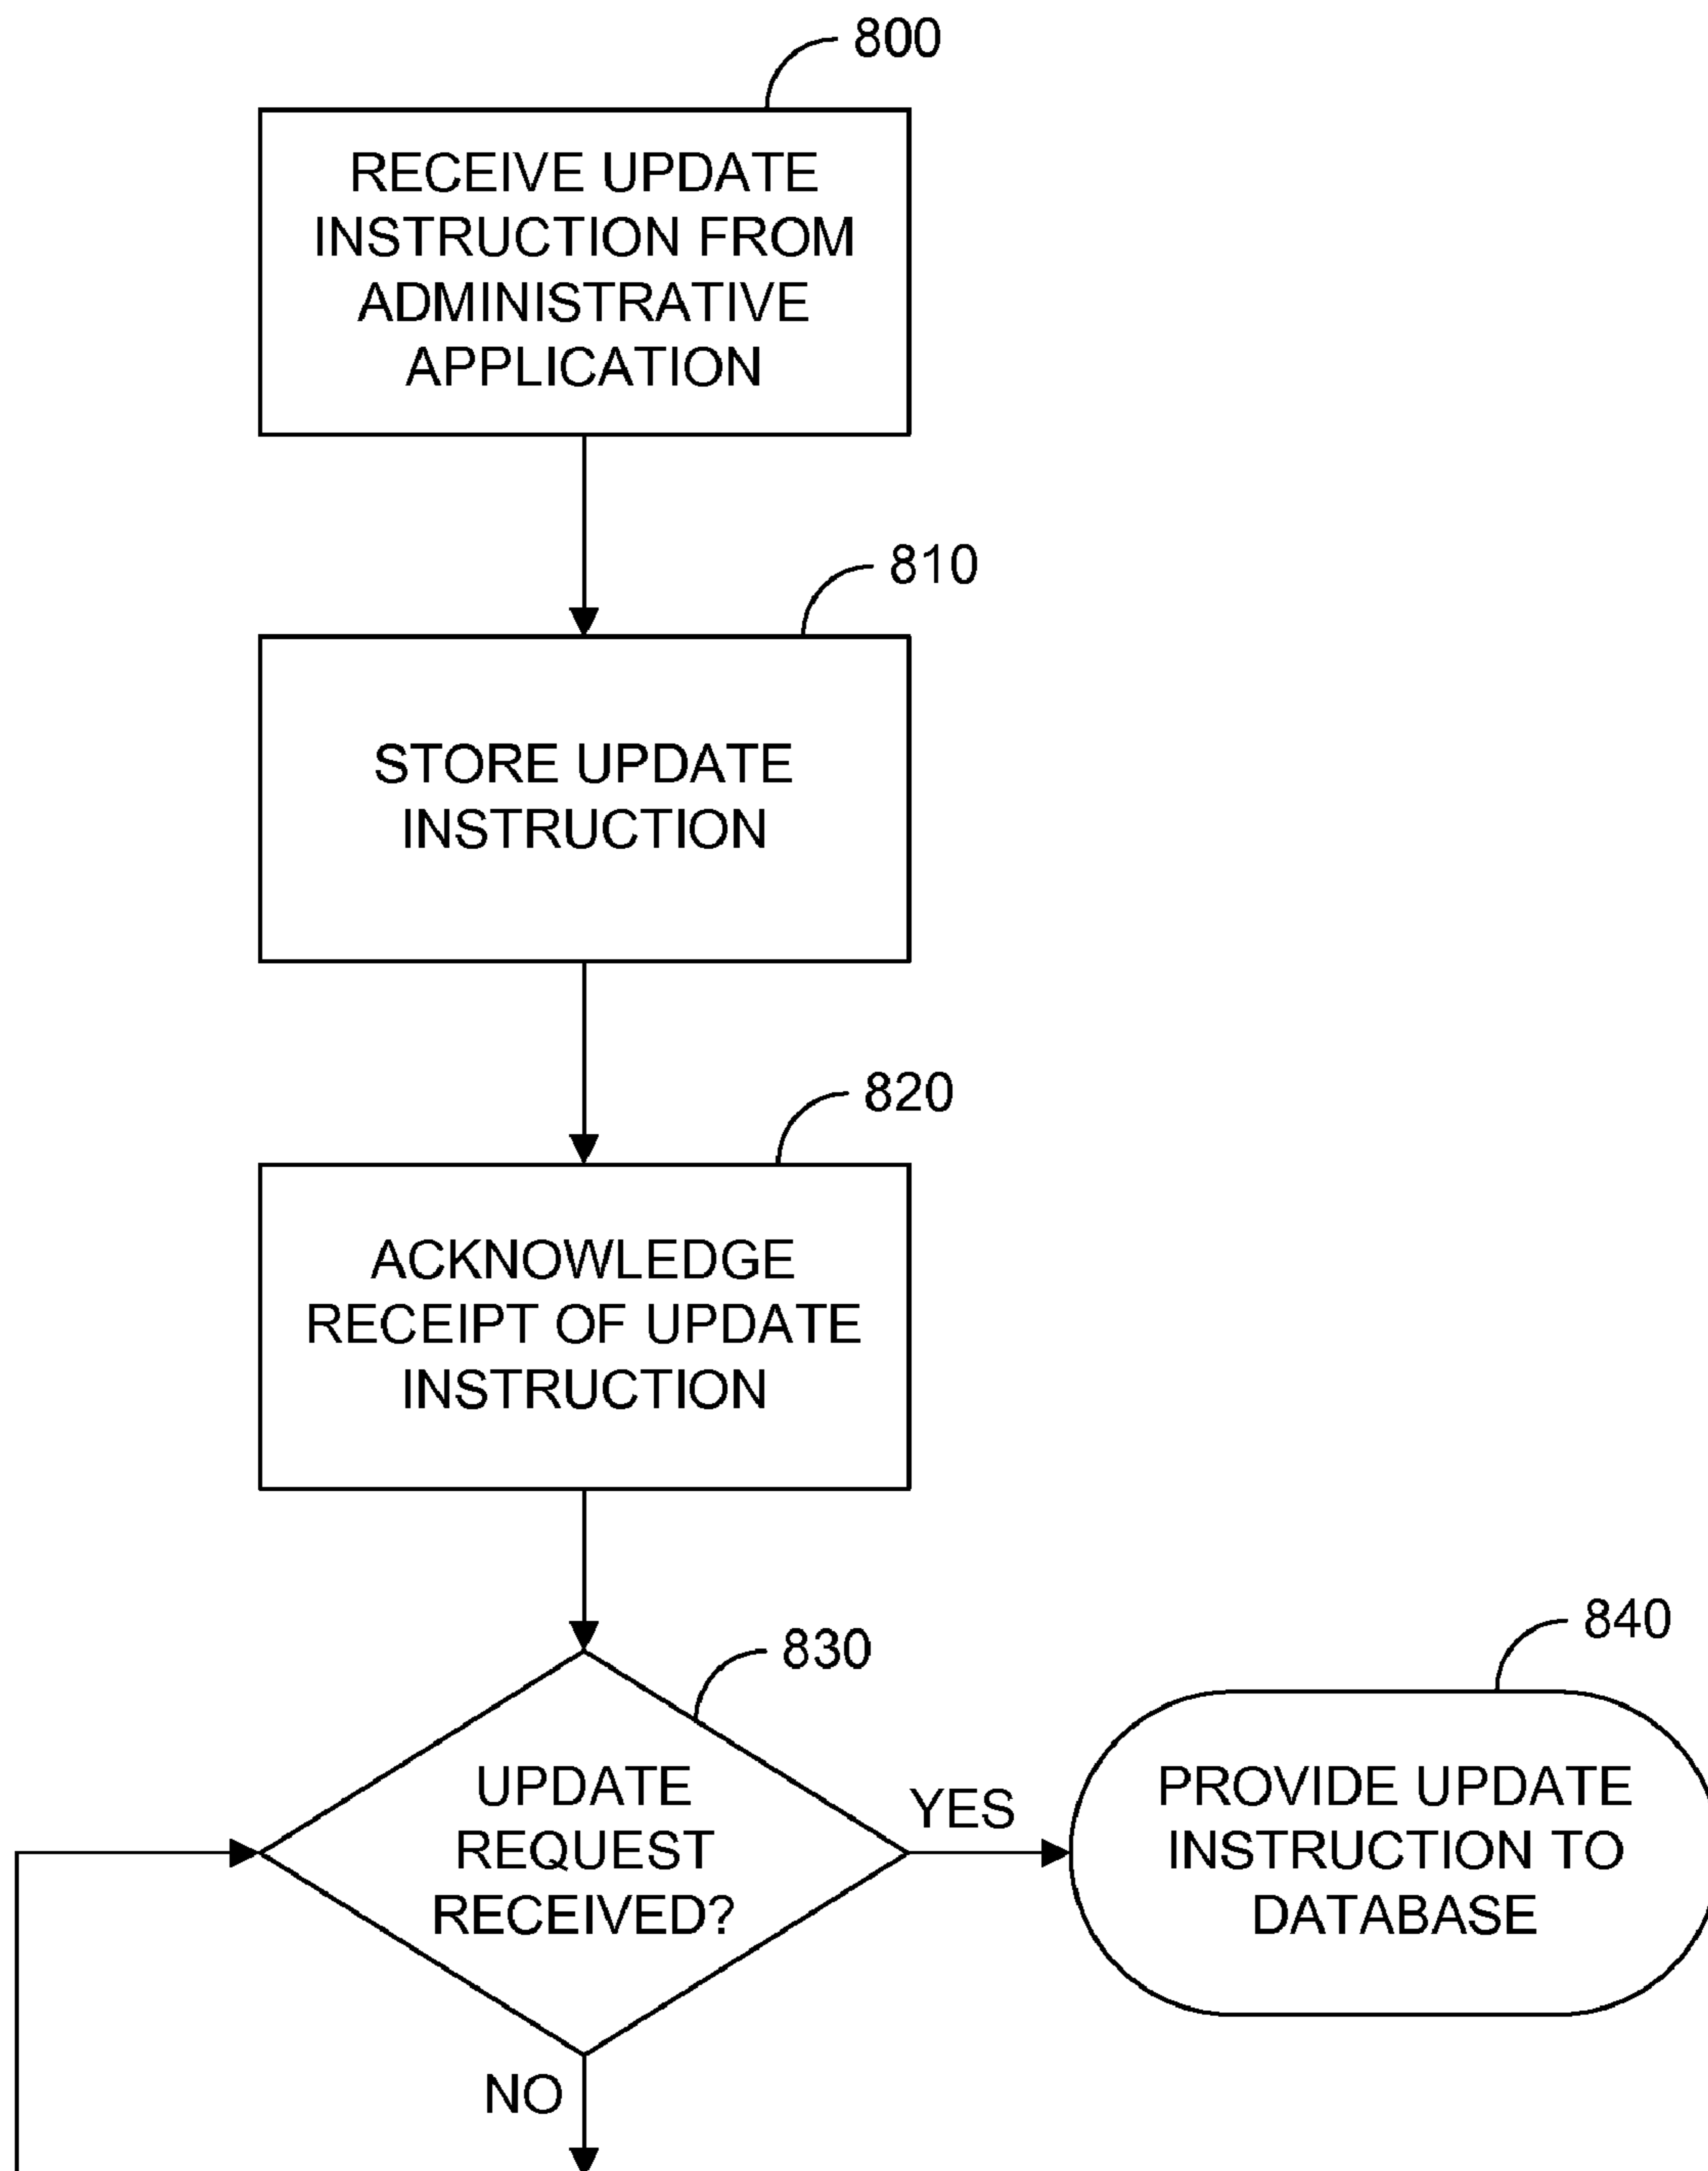 800
RECEIVE UPDATE
INSTRUCTION FROM
ADMINISTRATIVE
APPLICATION
810
STORE UPDATE
INSTRUCTION
820
ACKNOWLEDGE
RECEIPT OF UPDATE
INSTRUCTION
830
UPDATE
REQUEST
RECEIVED?
YES
840
PROVIDE UPDATE
INSTRUCTION TO
DATABASE
NO